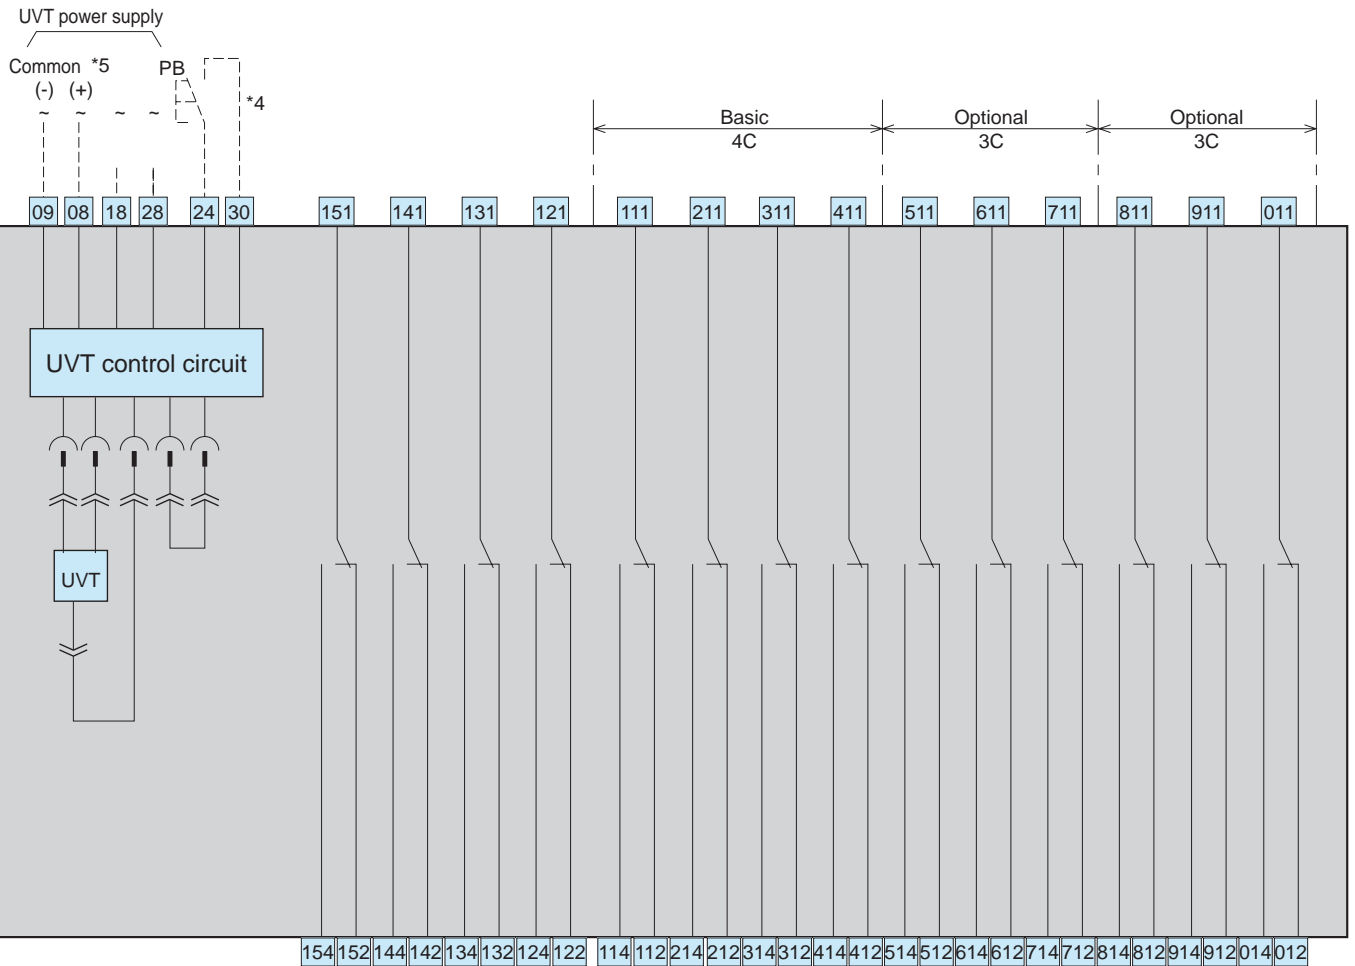 UVT power supply
Common *5
(-) (+)
PB
*4
~ ~ ~ ~
Basic Optional Optional
4C 3C 3C
09 08 18 28 24 30 151 141 131 121 111 211 311 411 511 611 711 811 911 011
UVT control circuit
UVT
154 152 144 142 134 132 124 122 114 112 214 212 314 312 414 412 514 512 614 612 714 712 814 812 914 912 014 012